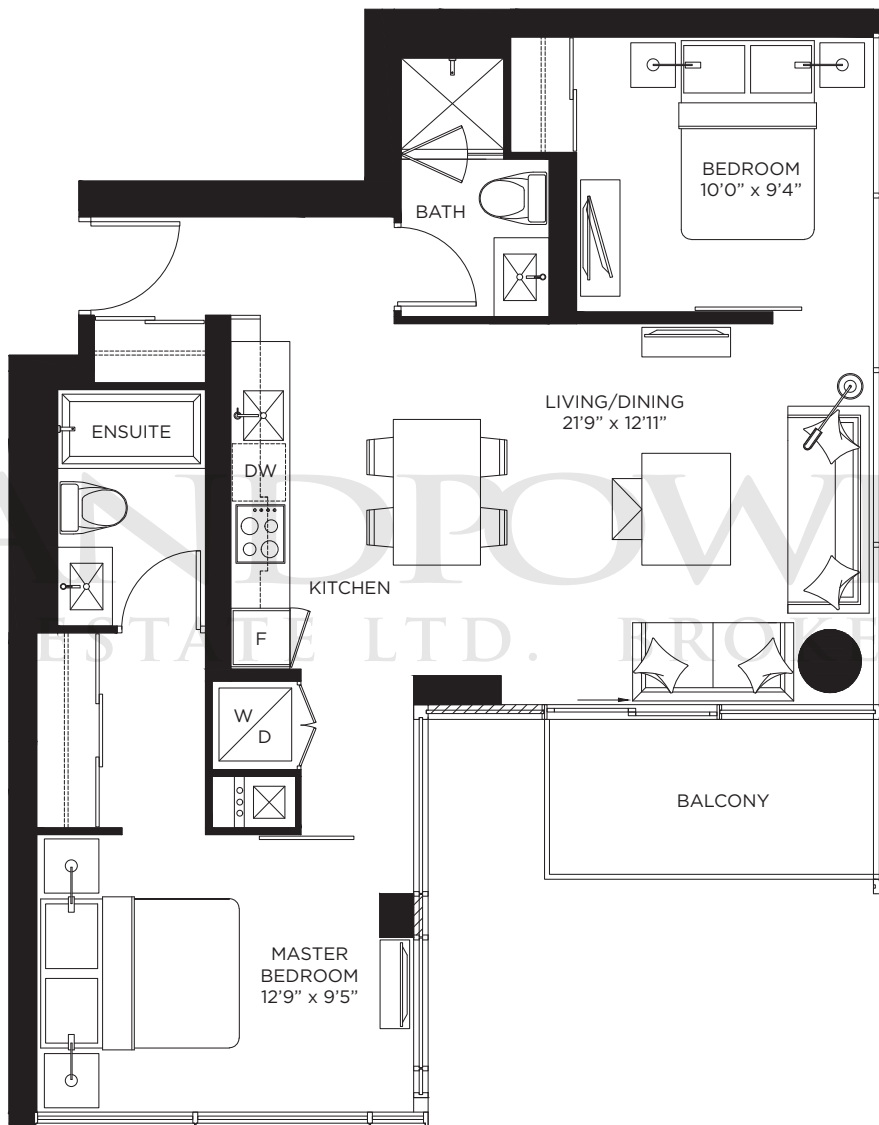 BEDROOM
10'0" x 9'4"
BATH
LIVING/DINING
21'9" x 12'11"
ENSUITE
DW
KITCHEN
F
W
D
BALCONY
MASTER
BEDROOM
12'9" x 9'5"
ANDPOW
ESTATE LTD. BROKE